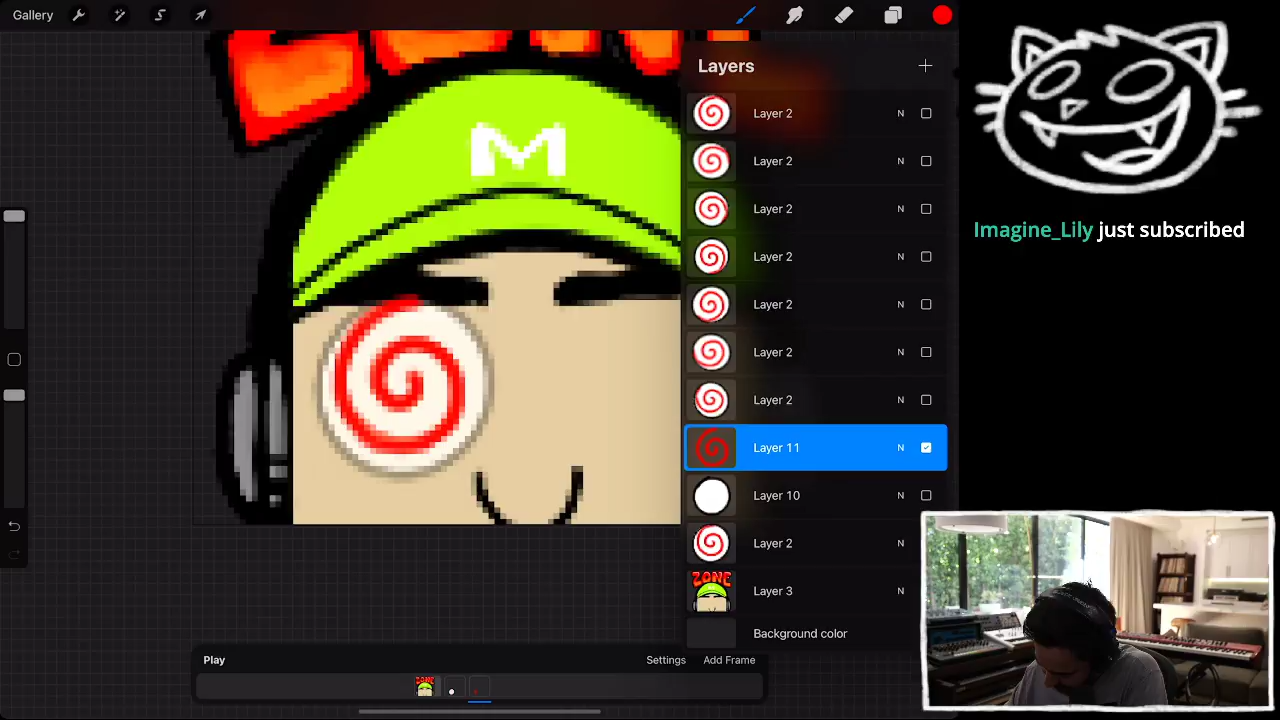 Gallery
Layers
Layer 2 N
Layer 2 N
Layer 2 N
Layer 2 N
Layer 2 N
Layer 2 N
Layer 2 N
Layer 11 N
Layer 10 N
Layer 2 N
ZONE
Layer 3 N
Background color
M
Imagine_Lily just subscribed
Play
Settings
Add Frame